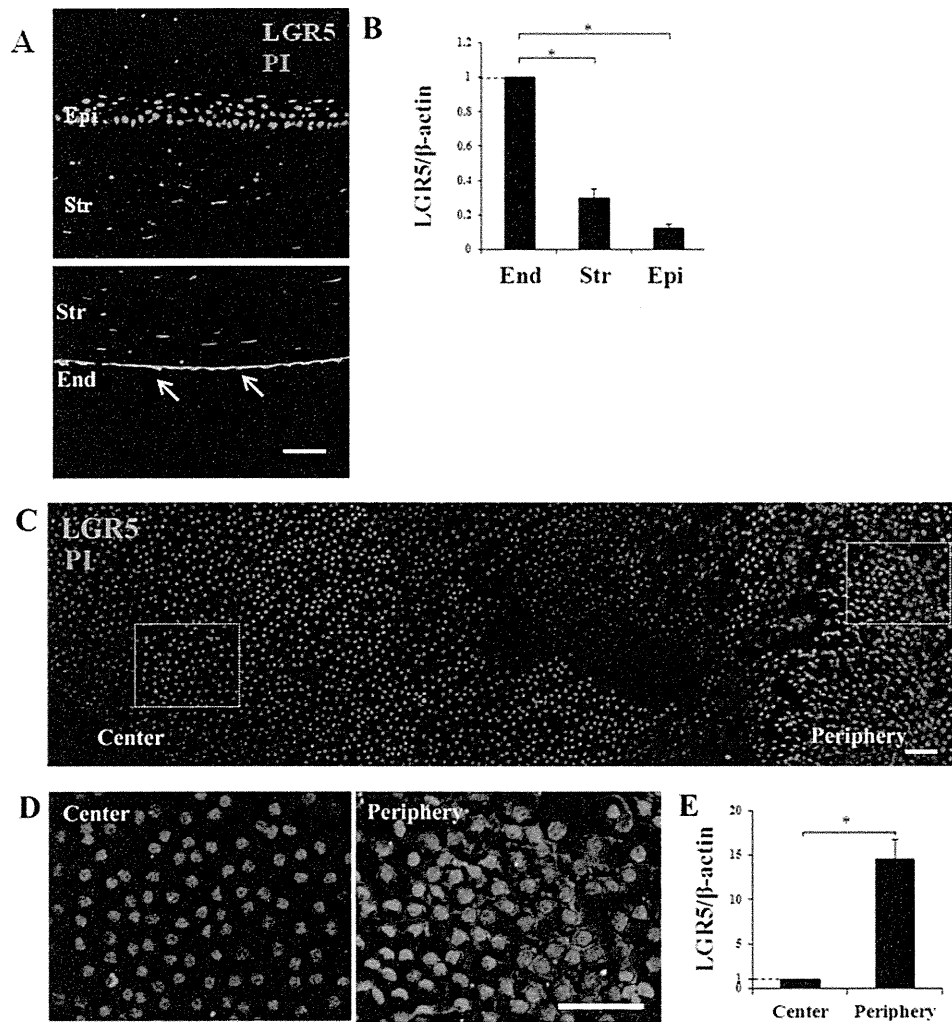 A
LGR5
PI
Epi
Str
Str
End
B
*
*
LGR5/β-actin
1.2
1
0.8
0.6
0.4
0.2
0
End Str Epi
C
LGR5
PI
Center
Periphery
D
Center
Periphery
E
*
LGR5/β-actin
20
15
10
5
1
0
Center Periphery